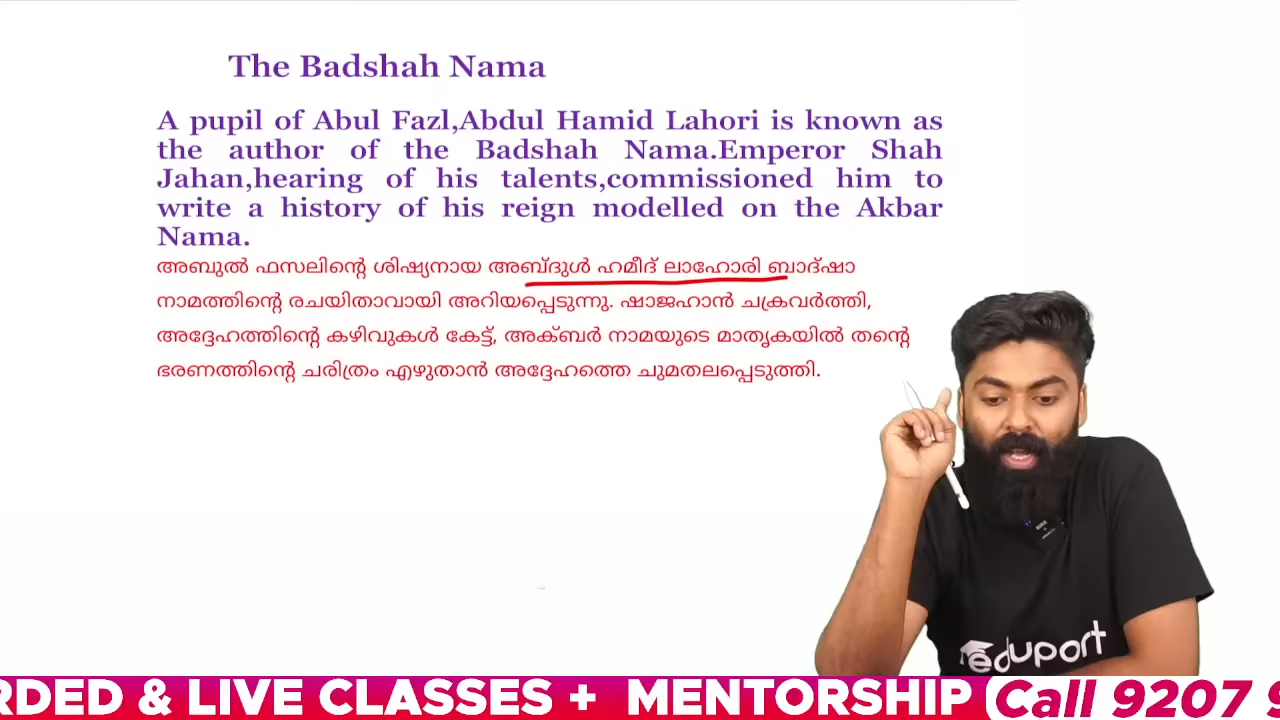 The Badshah Nama
A pupil of Abul Fazl,Abdul Hamid Lahori is known as
the author of the Badshah Nama.Emperor Shah
Jahan,hearing of his talents,commissioned him to
write a history of his reign modelled on the Akbar
Nama.
അബുൽ ഫസലിന്റെ ശിഷ്യനായ അബ്ദുൾ ഹമീദ് ലാഹോരി ബാദ്ഷാ
നാമത്തിന്റെ രചയിതാവായി അറിയപ്പെടുന്നു. ഷാജഹാൻ ചക്രവർത്തി,
അദ്ദേഹത്തിന്റെ കഴിവുകൾ കേട്ട്, അക്ബർ നാമയുടെ മാതൃകയിൽ തന്റെ
ഭരണത്തിന്റെ ചരിത്രം എഴുതാൻ അദ്ദേഹത്തെ ചുമതലപ്പെടുത്തി.
eduport
RDED & LIVE CLASSES + MENTORSHIP (Call 9207